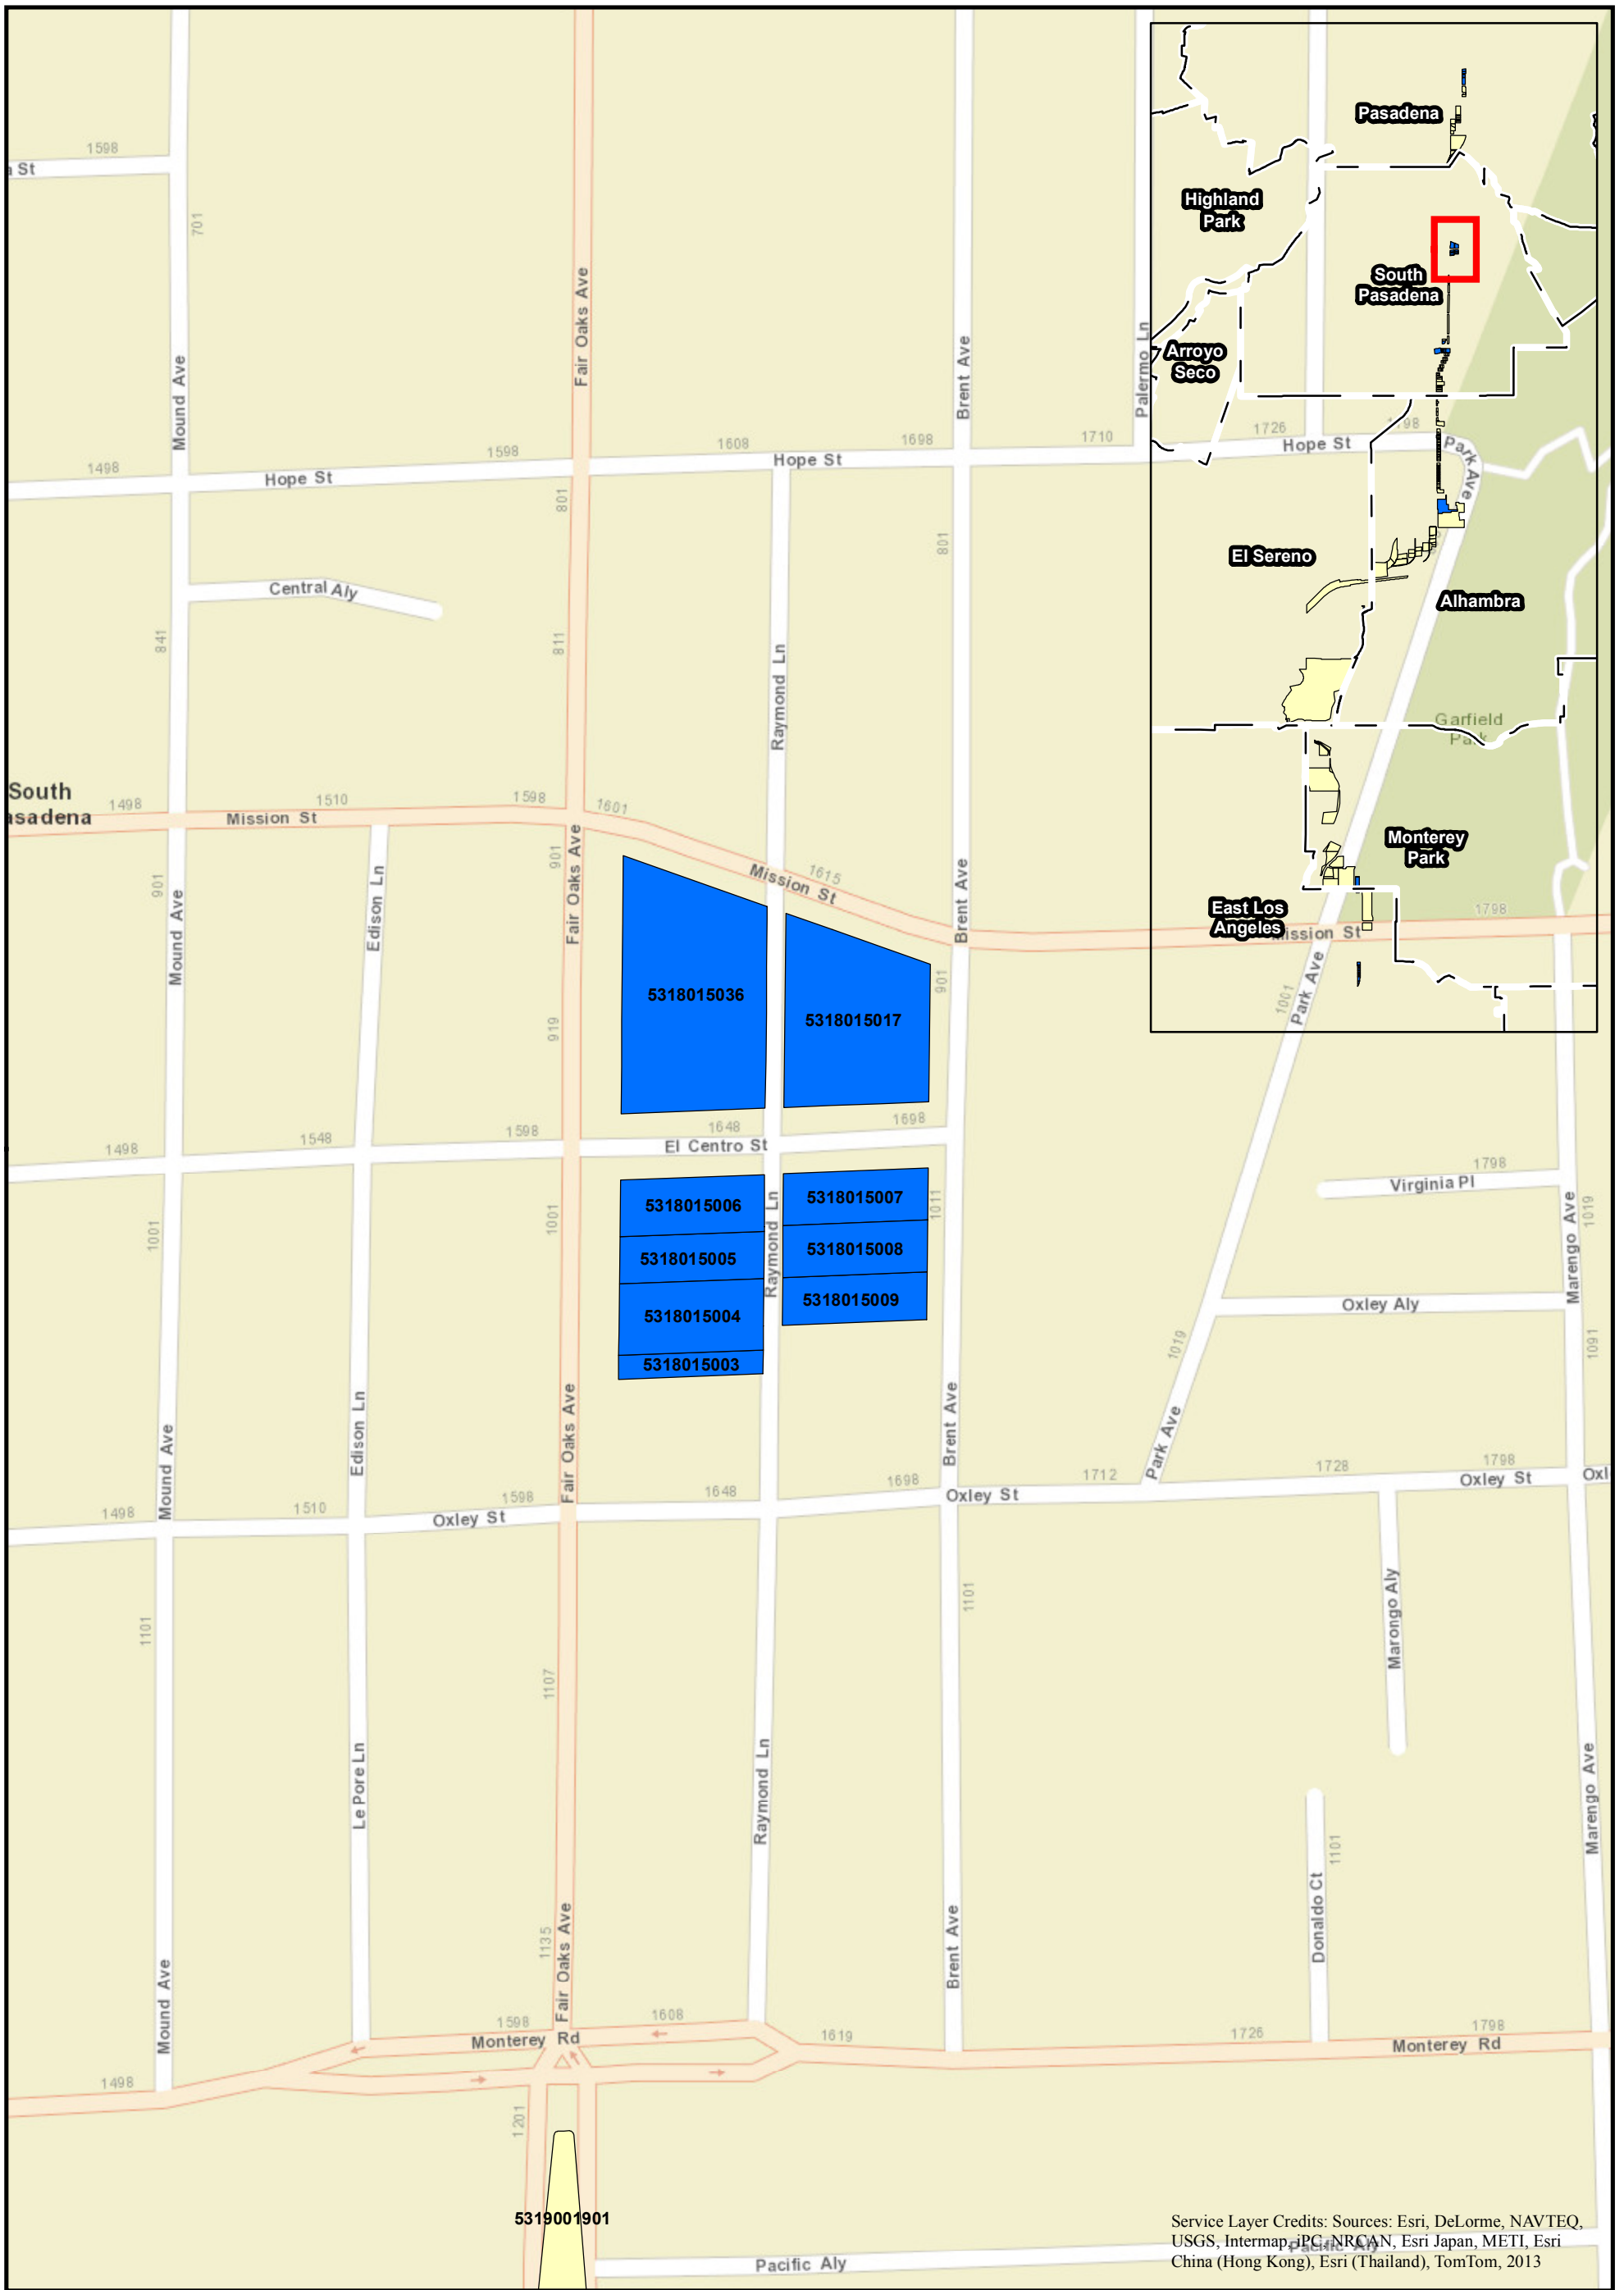 1598
a St
701
Mound Ave
Fair Oaks Ave
Brent Ave
Palermo Ln
Pasadena
Highland
Park
South
Pasadena
Arroyo
Seco
El Sereno
Alhambra
Garfield
Park
Monterey
Park
East Los
Angeles
1498
Hope St
1598
1608
Hope St
1698
1710
1726
Hope St
1798
Park Ave
801
801
Central Aly
841
811
Raymond Ln
South
asadena
1498
1510
Mission St
1598
1601
Mission St
1615
Mission St
1798
901
Mound Ave
Edison Ln
901
Fair Oaks Ave
919
Brent Ave
901
1001
Park Ave
5318015036
5318015017
1498
1548
1598
1648
El Centro St
1698
1798
Virginia Pl
1019
Marengo Ave
1001
1001
1011
Raymond Ln
5318015006
5318015007
5318015005
5318015008
5318015004
5318015009
5318015003
Oxley Aly
1019
1091
Mound Ave
Edison Ln
Fair Oaks Ave
Brent Ave
Park Ave
1498
1510
Oxley St
1598
1648
1698
Oxley St
1712
1728
1798
Oxley St
Oxl
1101
1107
1101
Marongo Aly
Le Pore Ln
Raymond Ln
Marengo Ave
1101
Donaldo Ct
Mound Ave
1135
Fair Oaks Ave
Brent Ave
1498
1598
Monterey Rd
1608
1619
1726
1798
Monterey Rd
1201
5319001901
Pacific Aly
Pacific Aly
Service Layer Credits: Sources: Esri, DeLorme, NAVTEQ,
USGS, Intermap, iPC, NRCAN, Esri Japan, METI, Esri
China (Hong Kong), Esri (Thailand), TomTom, 2013